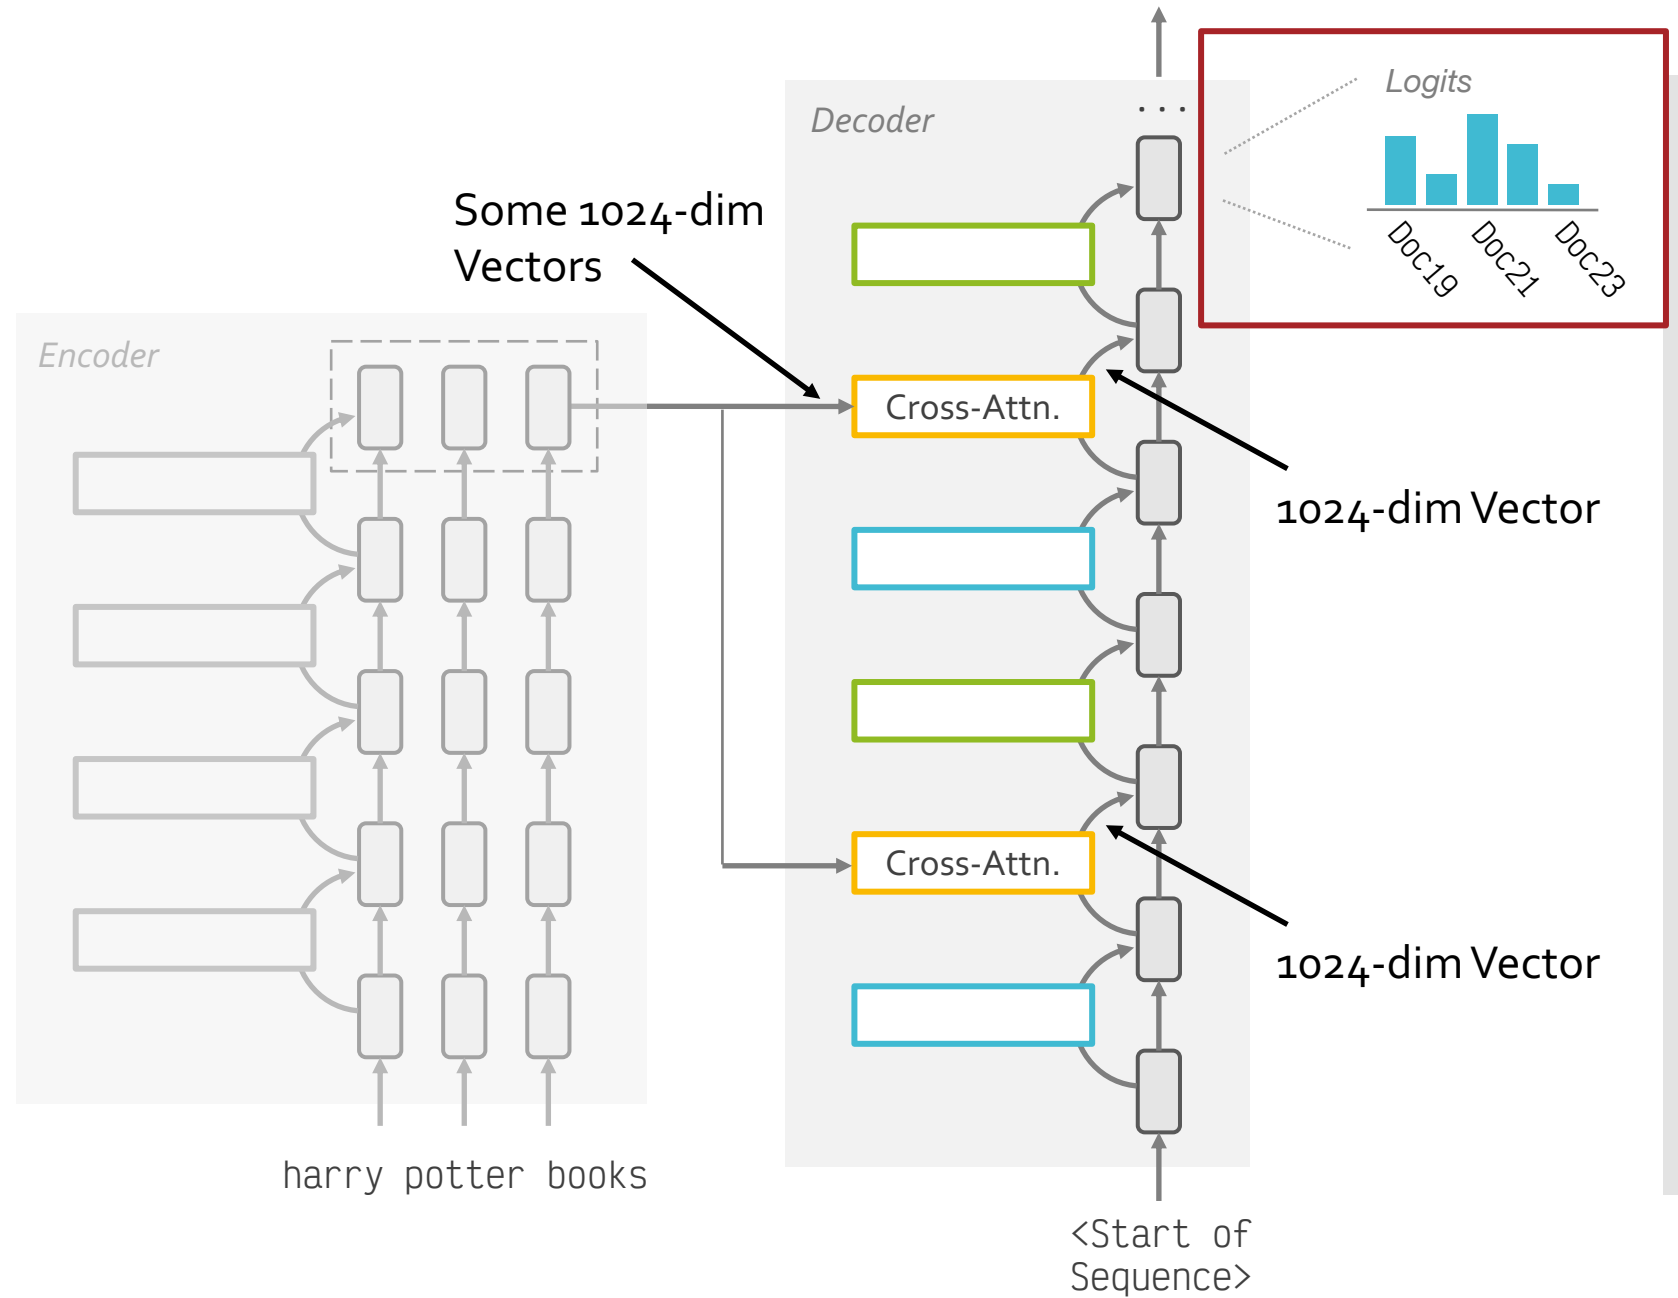 Logits
Decoder
. . .
Some 1024-dim
Vectors
Doc19
Doc21
Doc23
Encoder
Cross-Attn.
1024-dim Vector
Cross-Attn.
1024-dim Vector
harry potter books
<Start of
Sequence>